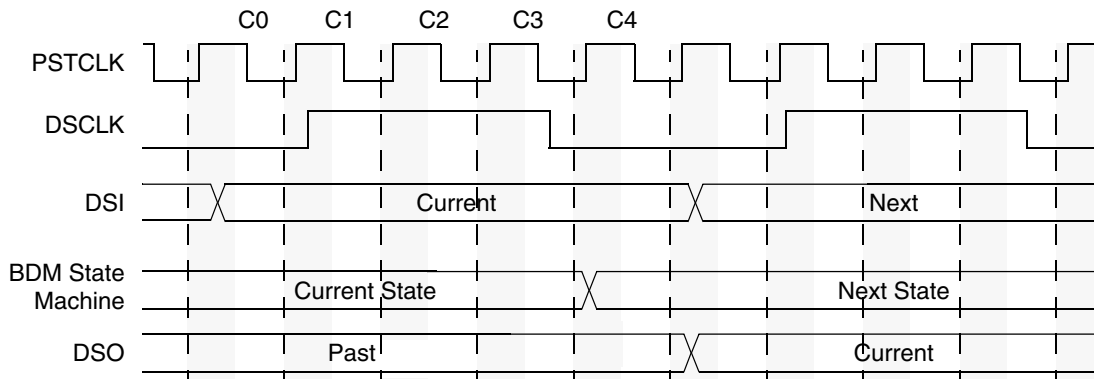 C0 C1 C2 C3 C4
PSTCLK
DSCLK
DSI Current Next
BDM State
Machine Current State Next State
DSO Past Current